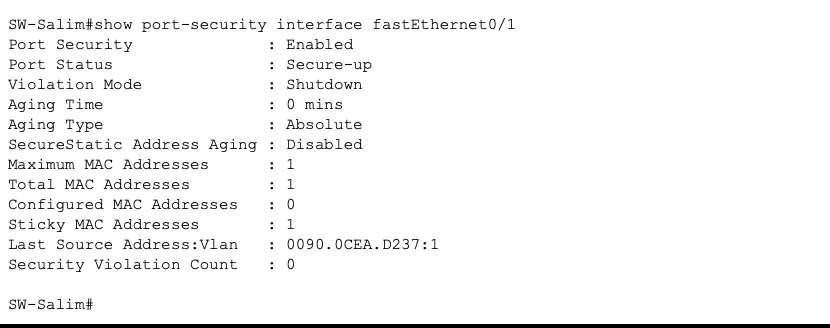 SW-Salim#show port-security interface fastEthernet0/1
Port Security              : Enabled
Port Status                : Secure-up
Violation Mode             : Shutdown
Aging Time                 : 0 mins
Aging Type                 : Absolute
SecureStatic Address Aging : Disabled
Maximum MAC Addresses      : 1
Total MAC Addresses        : 1
Configured MAC Addresses   : 0
Sticky MAC Addresses       : 1
Last Source Address:Vlan   : 0090.0CEA.D237:1
Security Violation Count   : 0
SW-Salim#